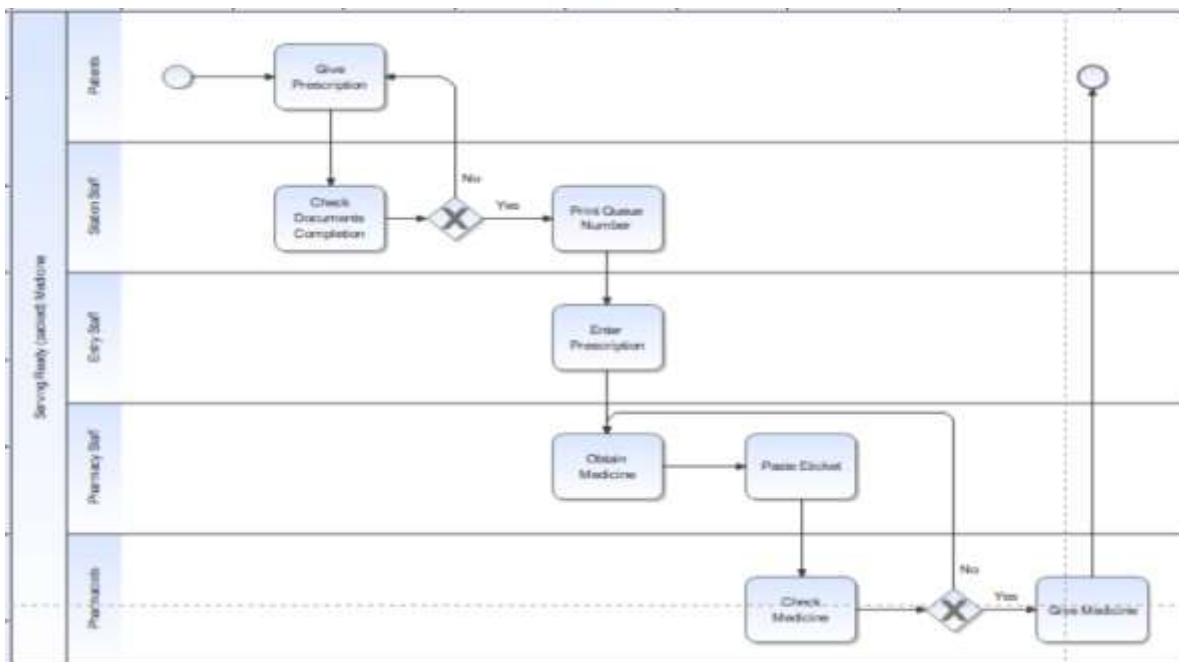 Serving Ready (packed) Medicine
Patients
Give
Prescription
Station Staff
Check
Documents
Completion
No
Yes
Print Queue
Number
Entry Staff
Enter
Prescription
Pharmacy Staff
Obtain
Medicine
Paste Eticket
Pharmacists
Check
Medicine
No
Yes
Give Medicine